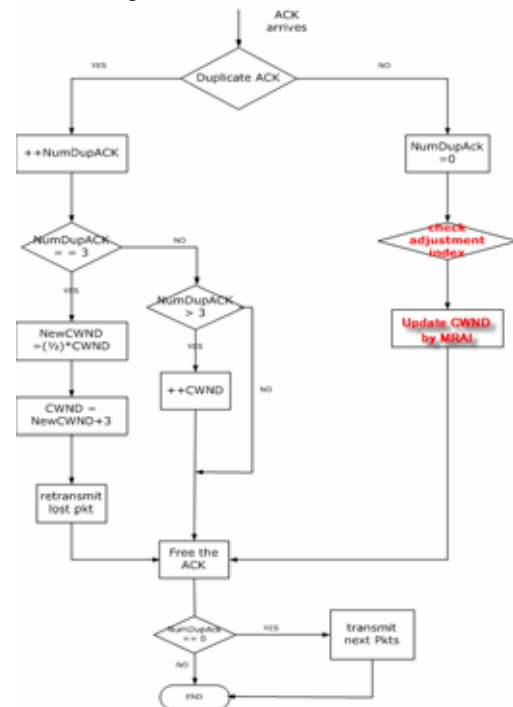 ACK
arrives
YES
Duplicate ACK
NO
++NumDupACK
NumDupAck
=0
NumDupACK
= = 3
NO
check
adjustment
index
YES
NumDupACK
> 3
NewCWND
=(½)*CWND
YES
Update CWND
by MRAI
++CWND
NO
CWND =
NewCWND+3
retransmit
lost pkt
Free the
ACK
NumDupAck
== 0
YES
transmit
next Pkts
NO
END